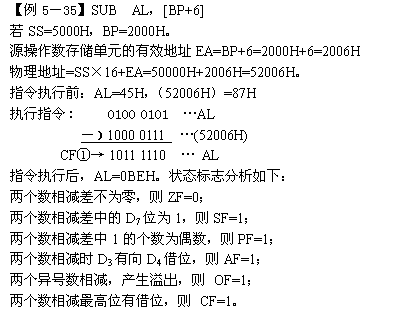 【例 5—35】SUB AL，[BP+6]
若 SS=5000H，BP=2000H。
源操作数存储单元的有效地址 EA=BP+6=2000H+6=2006H
物理地址=SS×16+EA=50000H+2006H=52006H。
指令执行前：AL=45H，（52006H）=87H
执行指令： 0100 0101 …AL
—）1000 0111 …(52006H)
CF①→ 1011 1110 … AL
指令执行后，AL=0BEH。状态标志分析如下：
两个数相减差不为零，则 ZF=0；
两个数相减差中的 D7位为 1，则 SF=1；
两个数相减差中 1 的个数为偶数，则 PF=1；
两个数相减时 D3有向 D4借位，则 AF=1；
两个异号数相减，产生溢出，则 OF=1；
两个数相减最高位有借位，则 CF=1。